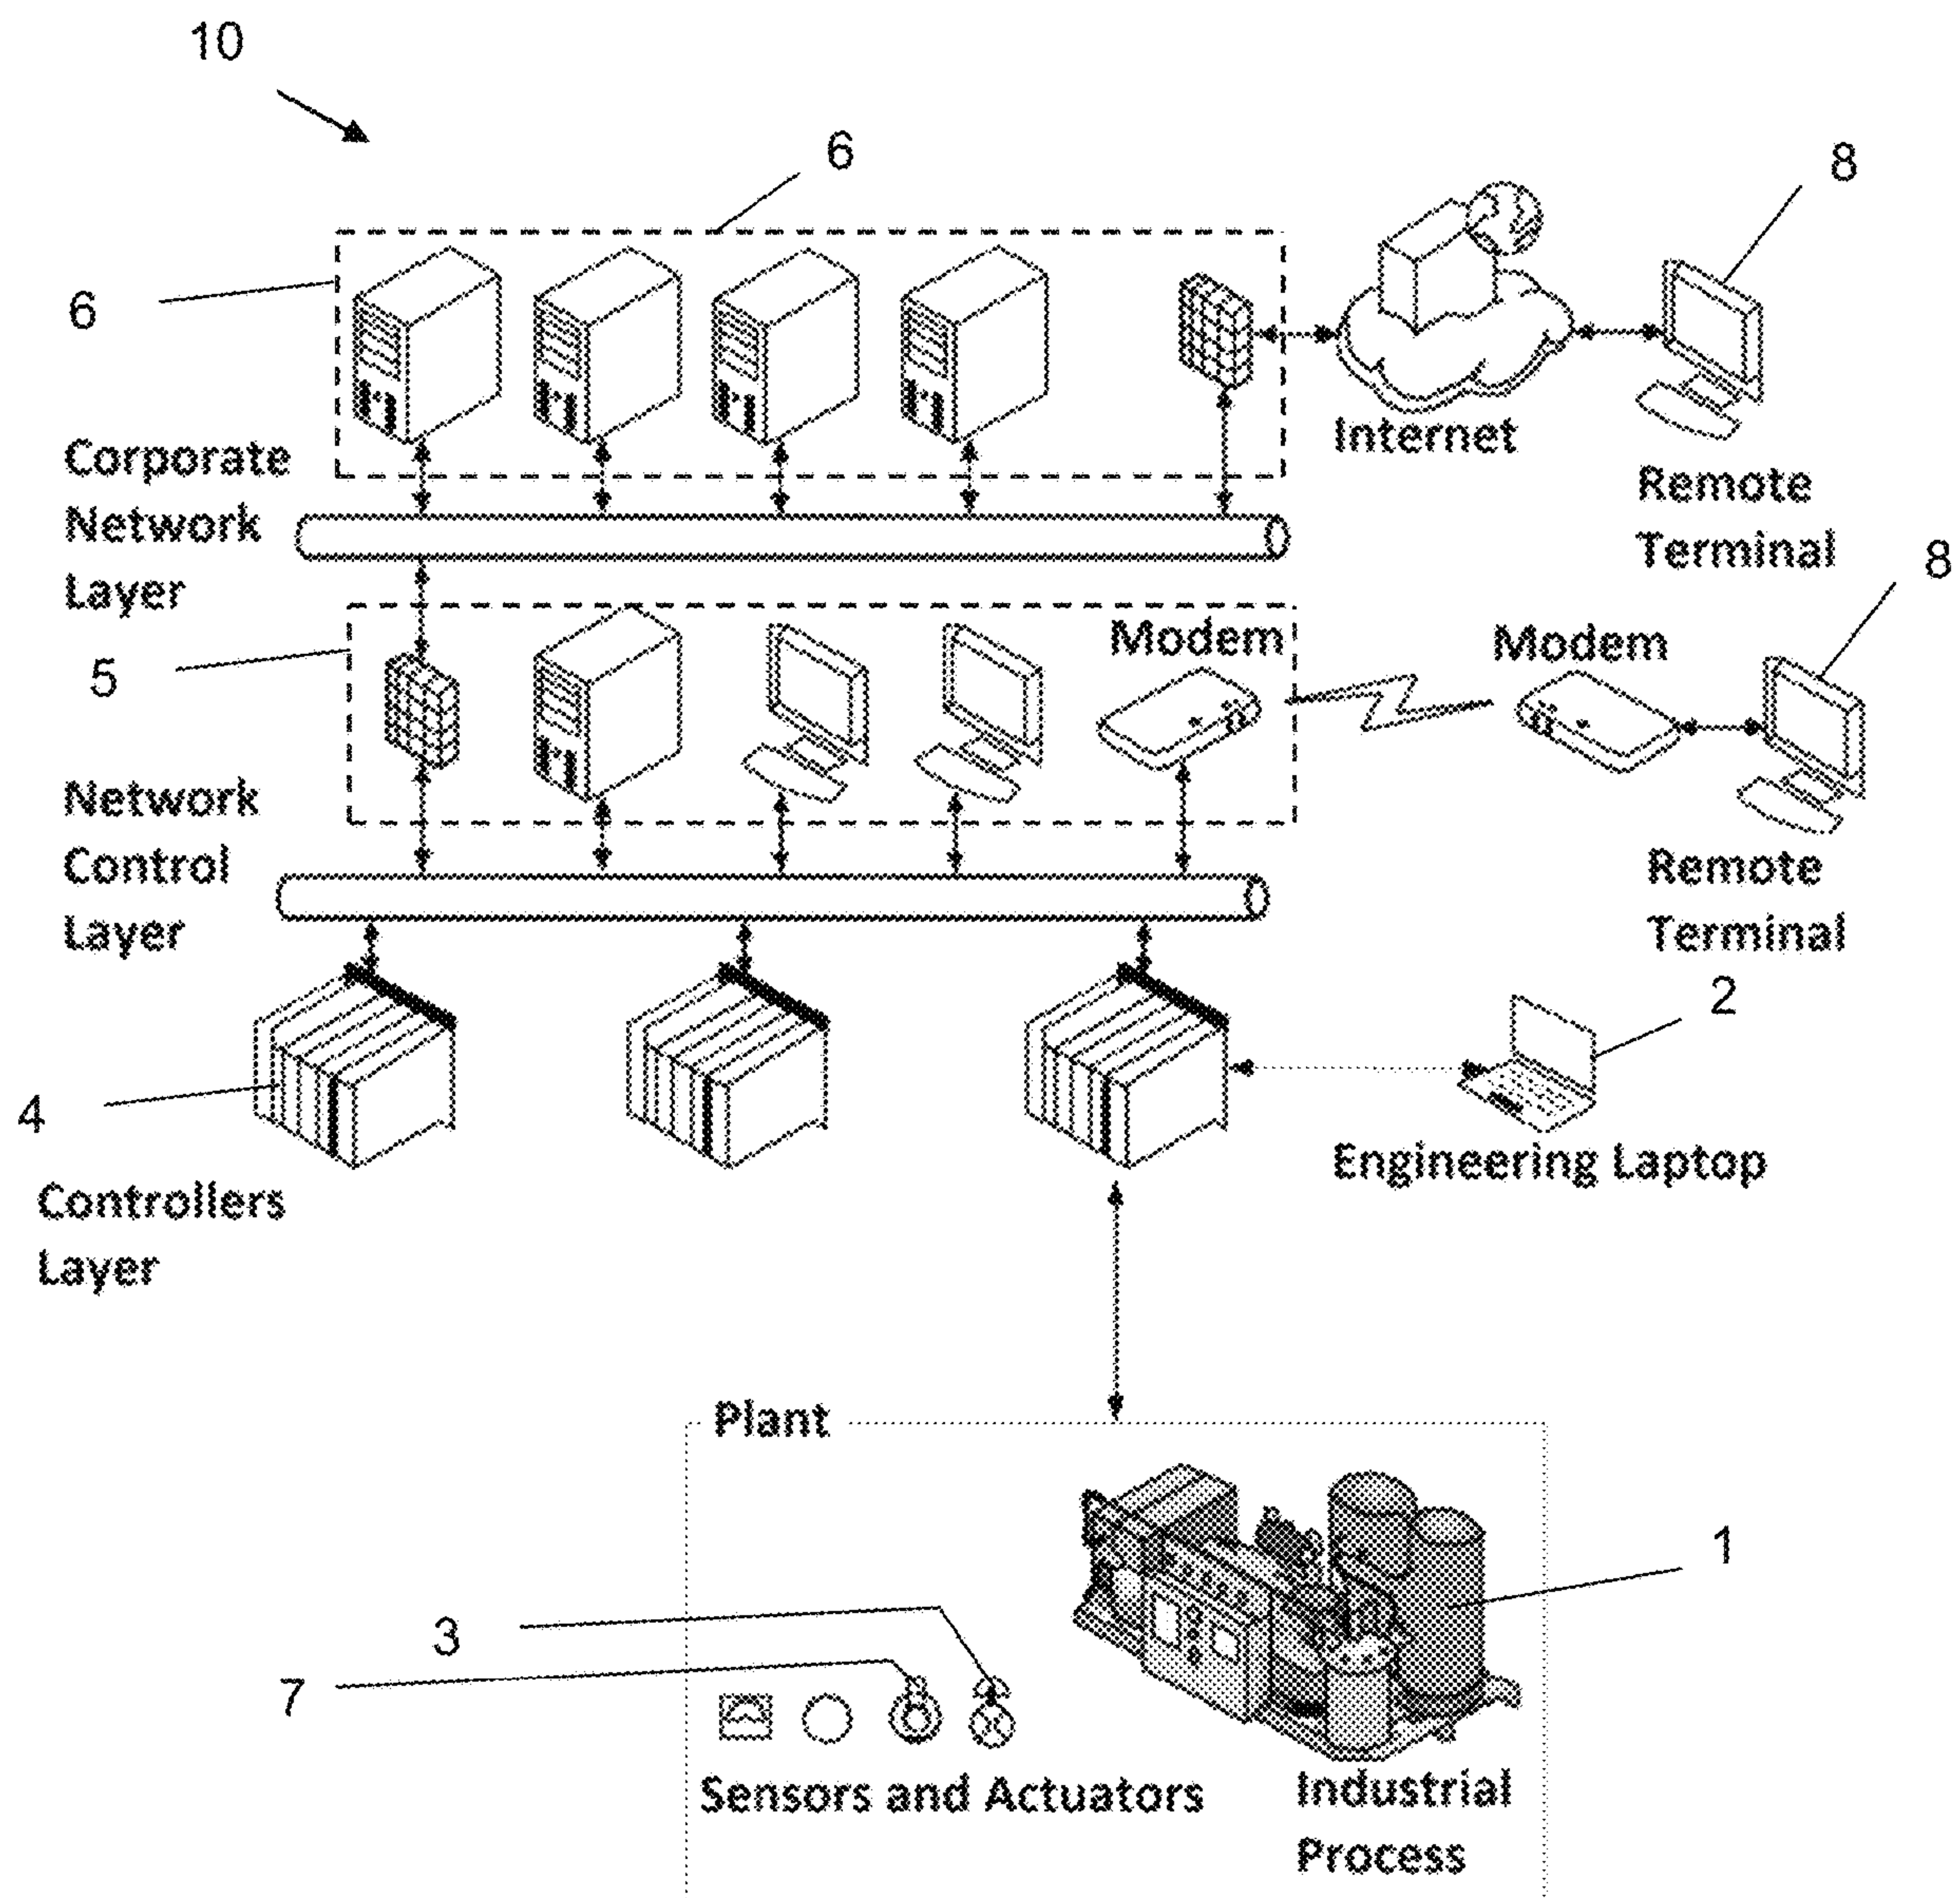 10
6
8
6
Internet
Corporate
Network
Layer
Remote
Terminal
8
5
Modem
Modem
Network
Control
Layer
Remote
Terminal
2
4
Engineering Laptop
Controllers
Layer
Plant
1
3
7
Sensors and Actuators
Industrial
Process